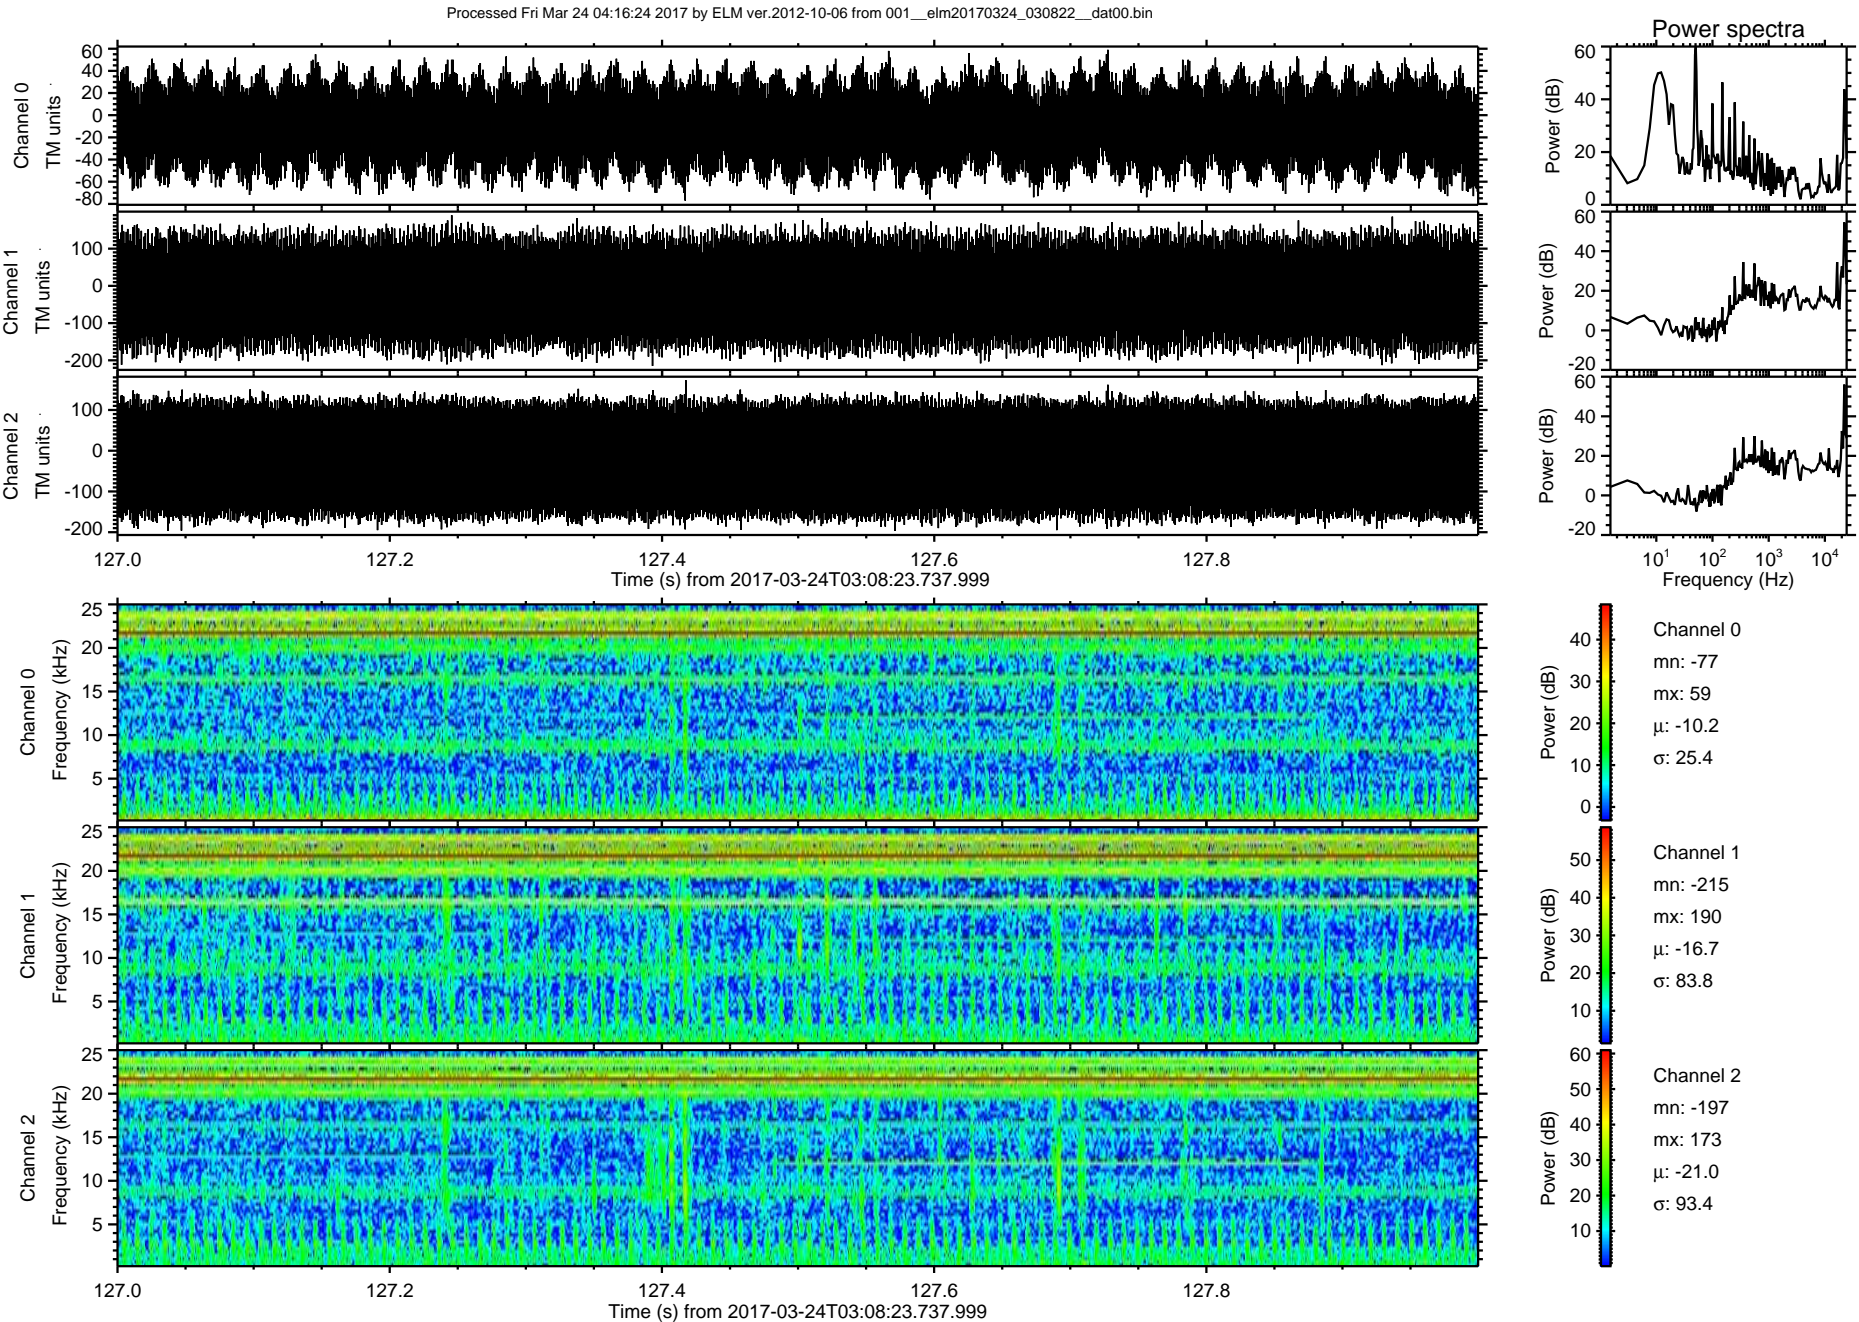 Processed Fri Mar 24 04:16:24 2017 by ELM ver.2012-10-06 from 001__elm20170324_030822__dat00.bin
Power spectra
Channel 0
TM units
60
40
20
0
-20
-40
-60
-80
Power (dB)
60
40
20
0
Channel 1
TM units
100
0
-100
-200
Power (dB)
60
40
20
0
-20
Channel 2
TM units
100
0
-100
-200
Power (dB)
60
40
20
0
-20
127.0 127.2 127.4 127.6 127.8
Time (s) from 2017-03-24T03:08:23.737.999
10¹ 10² 10³ 10⁴
Frequency (Hz)
Channel 0
Frequency (kHz)
25
20
15
10
5
Power (dB)
40
30
20
10
0
Channel 0
mn: -77
mx: 59
μ: -10.2
σ: 25.4
Channel 1
Frequency (kHz)
25
20
15
10
5
Power (dB)
50
40
30
20
10
Channel 1
mn: -215
mx: 190
μ: -16.7
σ: 83.8
Channel 2
Frequency (kHz)
25
20
15
10
5
Power (dB)
60
50
40
30
20
10
Channel 2
mn: -197
mx: 173
μ: -21.0
σ: 93.4
127.0 127.2 127.4 127.6 127.8
Time (s) from 2017-03-24T03:08:23.737.999